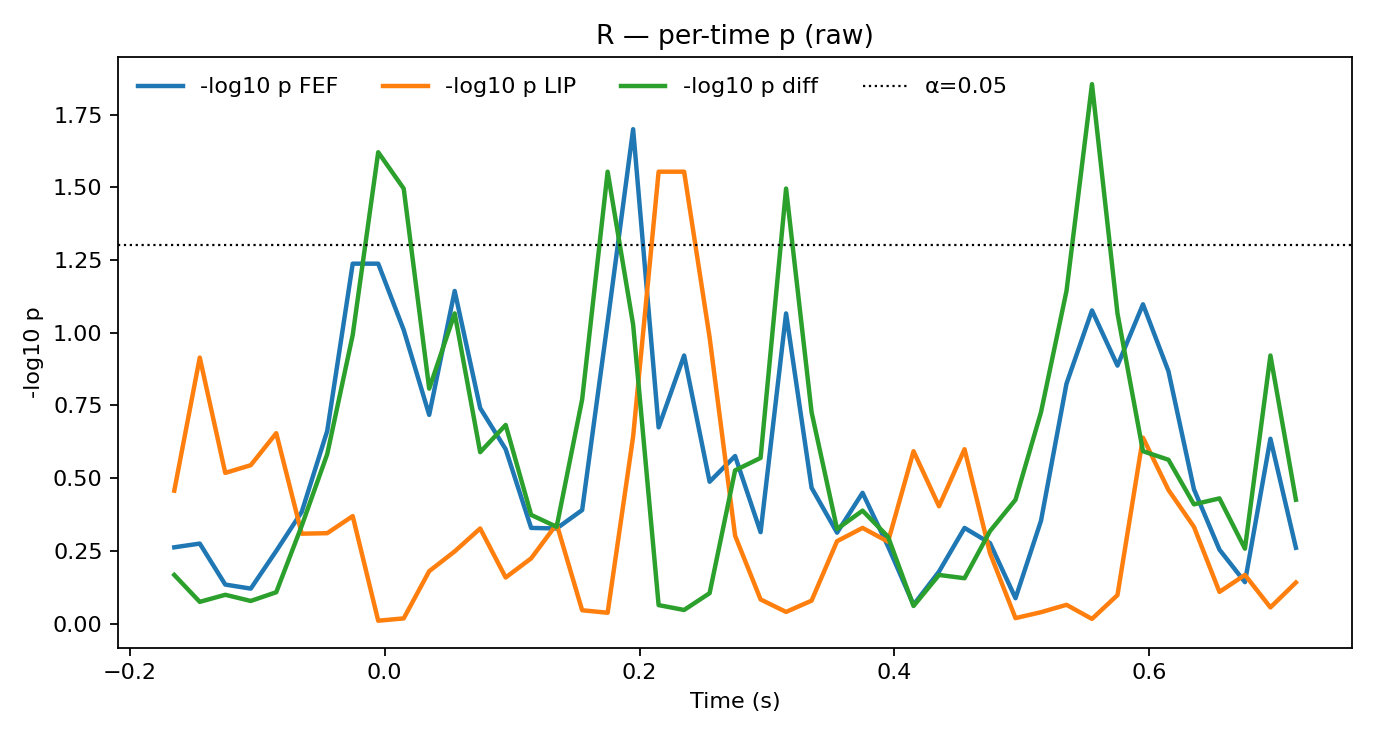 R — per-time p (raw)
-log10 p FEF -log10 p LIP -log10 p diff α=0.05
1.75
1.50
1.25
1.00
0.75
0.50
0.25
0.00
-log10 p
−0.2 0.0 0.2 0.4 0.6
Time (s)